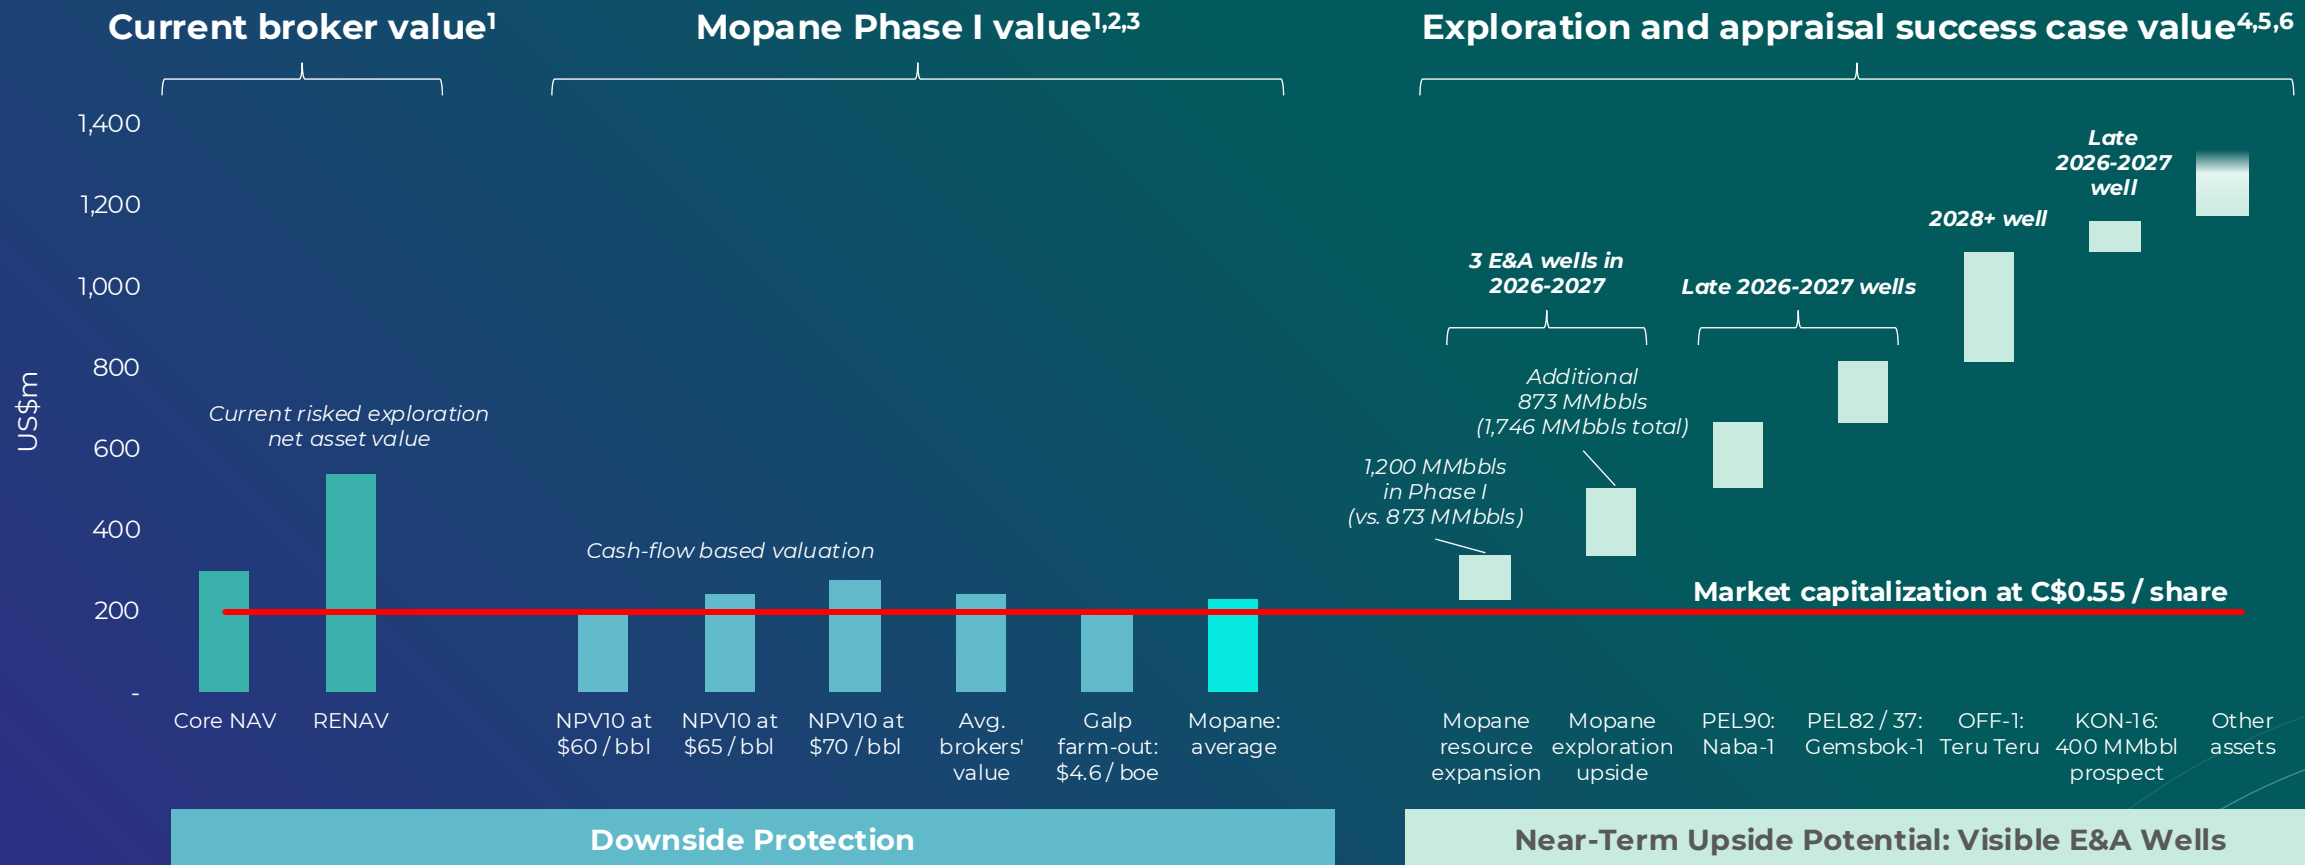 Current broker value1
Mopane Phase I value1,2,3
Exploration and appraisal success case value4,5,6
US$m
1,400
1,200
1,000
800
600
400
200
-
Current risked exploration
net asset value
Cash-flow based valuation
1,200 MMbbls
in Phase I
(vs. 873 MMbbls)
Additional
873 MMbbls
(1,746 MMbbls total)
3 E&A wells in
2026-2027
Late 2026-2027 wells
2028+ well
Late
2026-2027
well
Market capitalization at C$0.55 / share
Core NAV
RENAV
NPV10 at
$60 / bbl
NPV10 at
$65 / bbl
NPV10 at
$70 / bbl
Avg.
brokers'
value
Galp
farm-out:
$4.6 / boe
Mopane:
average
Mopane
resource
expansion
Mopane
exploration
upside
PEL90:
Naba-1
PEL82 / 37:
Gemsbok-1
OFF-1:
Teru Teru
KON-16:
400 MMbbl
prospect
Other
assets
Downside Protection
Near-Term Upside Potential: Visible E&A Wells